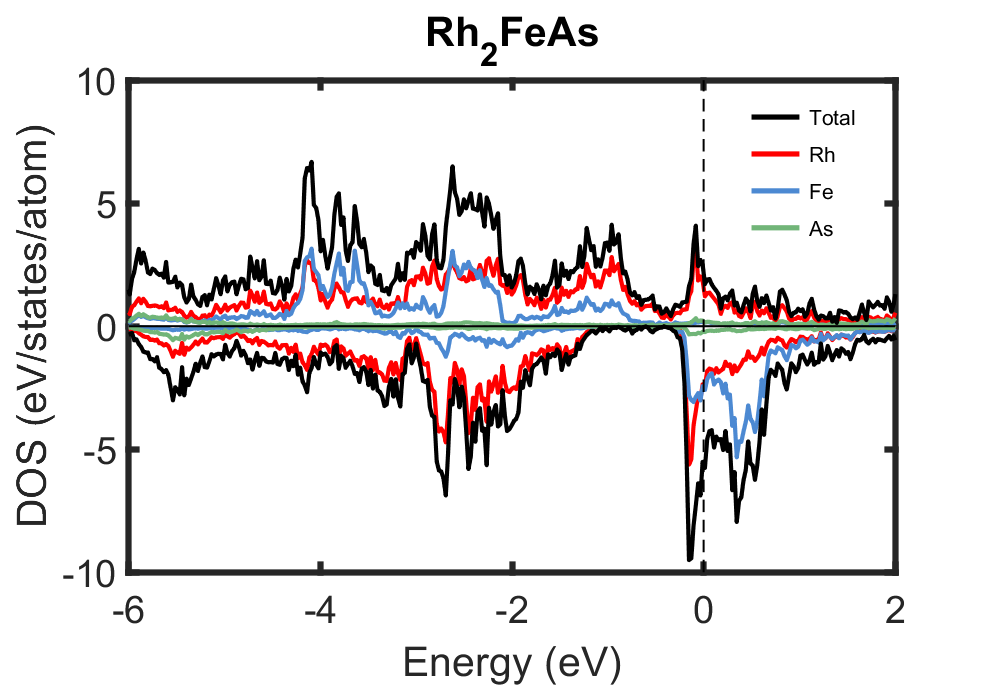 Rh2FeAs
10
5
0
-5
-10
DOS (eV/states/atom)
Total
Rh
Fe
As
-6
-4
-2
0
2
Energy (eV)